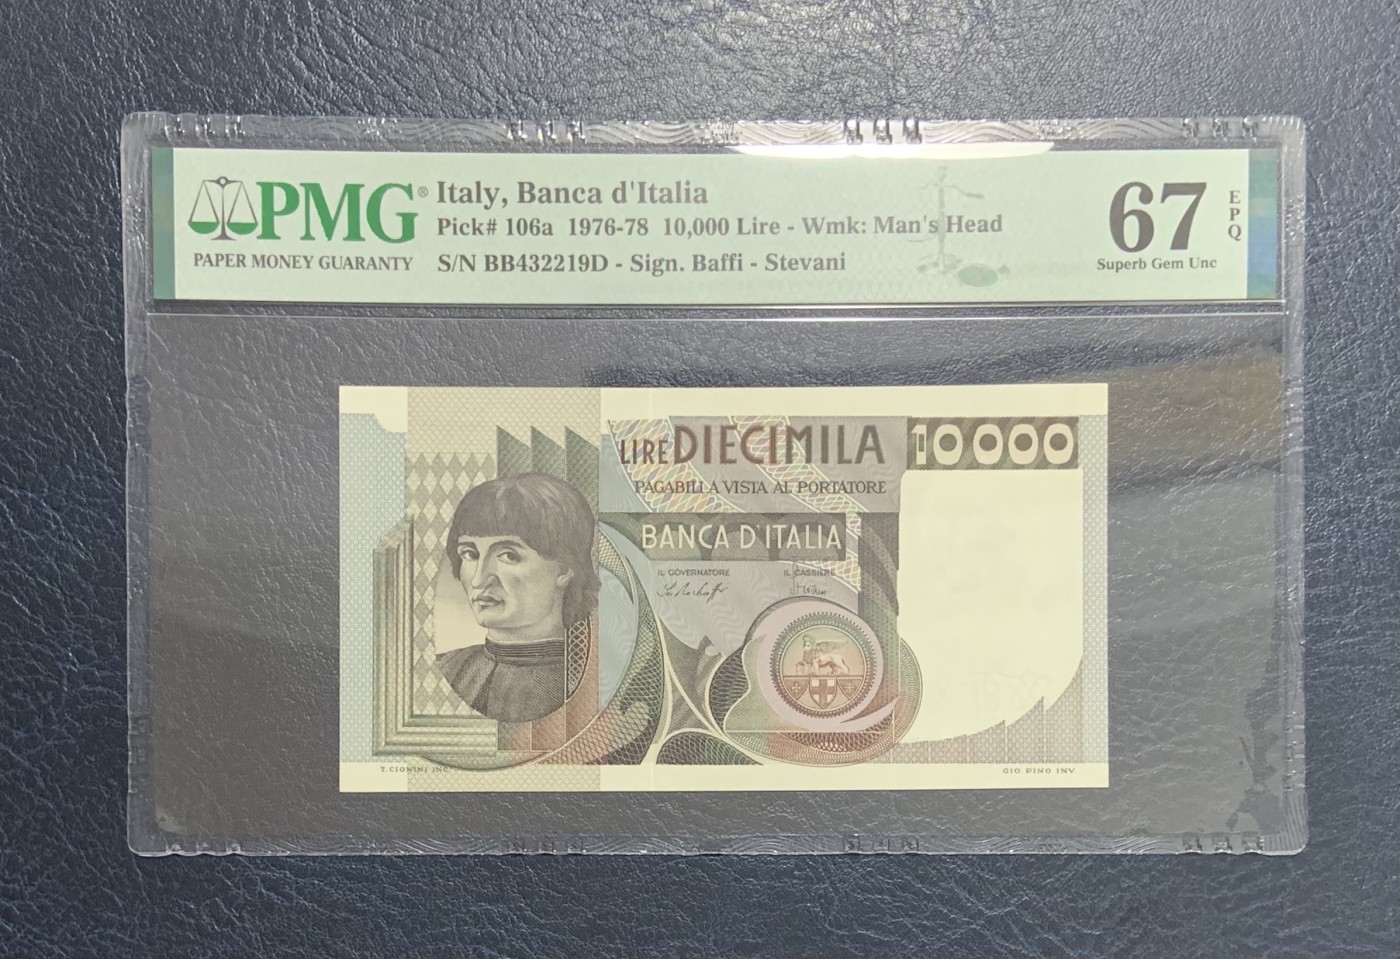 PMG®
PAPER MONEY GUARANTY
Italy, Banca d'Italia
Pick# 106a 1976-78 10,000 Lire - Wmk: Man's Head
S/N BB432219D - Sign. Baffi - Stevani
67
EPQ
Superb Gem Unc
LIRE DIECIMILA
10000
PAGABILI A VISTA AL PORTATORE
BANCA D'ITALIA
IL GOVERNATORE IL CASSIERE
T. CIONINI INC.
GIO PINO INV.